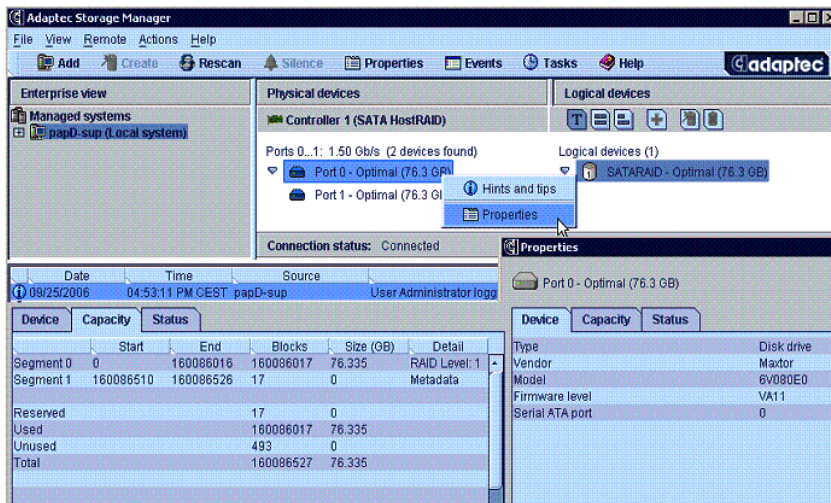 Adaptec Storage Manager
File View Remote Actions Help
Add Create Rescan Silence Properties Events Tasks Help adaptec
Enterprise view Physical devices Logical devices
Managed systems
papD-sup (Local system)
Controller 1 (SATA HostRAID)
Ports 0...1: 1.50 Gb/s (2 devices found)
Port 0 - Optimal (76.3 GB)
Port 1 - Optimal (76.3
Hints and tips
Properties
Logical devices (1)
SATARAID - Optimal (76.3 GB)
Connection status: Connected
Date Time Source
09/25/2006 04:53:11 PM CEST papD-sup User Administrator logg
Device Capacity Status
Start End Blocks Size (GB) Detail
Segment 0 0 160086016 160086017 76.335 RAID Level: 1
Segment 1 160086510 160086526 17 0 Metadata
Reserved 17 0
Used 160086017 76.335
Unused 493 0
Total 160086527 76.335
Properties
Port 0 - Optimal (76.3 GB)
Device Capacity Status
Type Disk drive
Vendor Maxtor
Model 6V080E0
Firmware level VA11
Serial ATA port 0